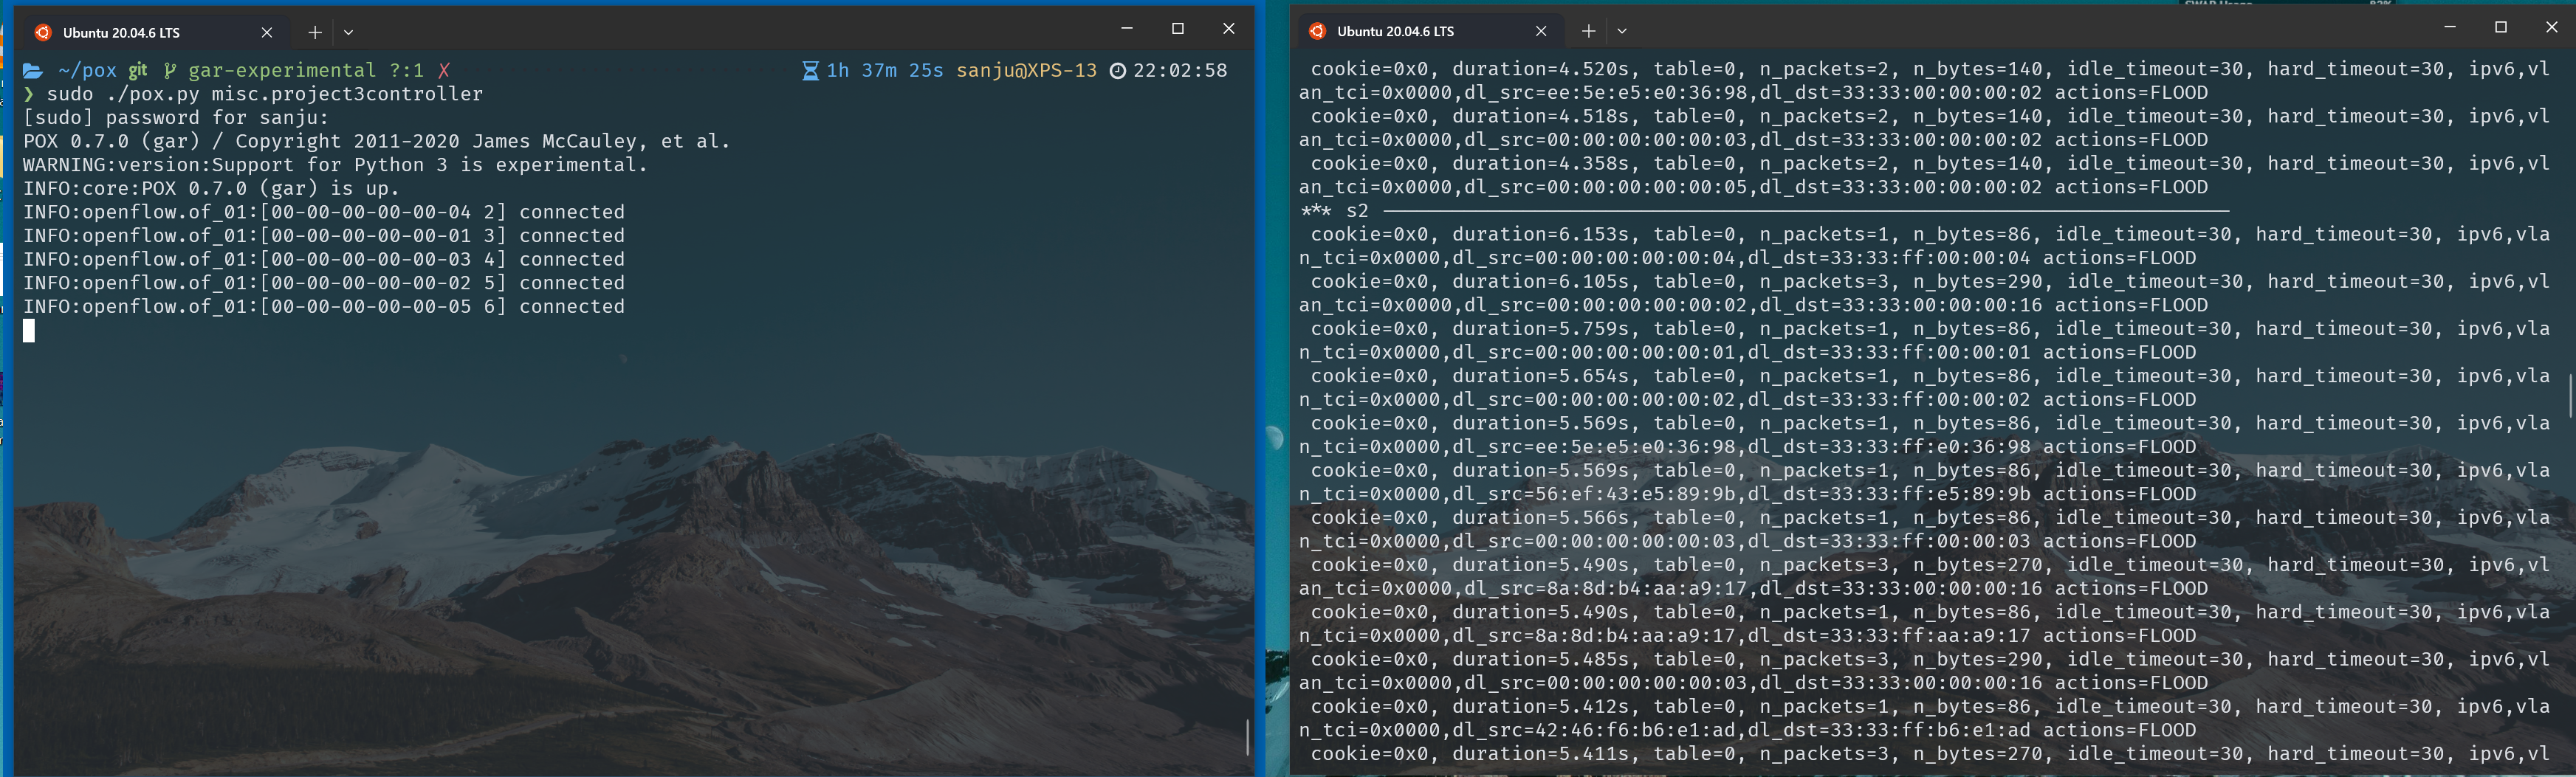 Ubuntu 20.04.6 LTS
~/pox git gar-experimental ?:1 ✗ 1h 37m 25s sanju@XPS-13 22:02:58
❯ sudo ./pox.py misc.project3controller
[sudo] password for sanju:
POX 0.7.0 (gar) / Copyright 2011-2020 James McCauley, et al.
WARNING:version:Support for Python 3 is experimental.
INFO:core:POX 0.7.0 (gar) is up.
INFO:openflow.of_01:[00-00-00-00-00-04 2] connected
INFO:openflow.of_01:[00-00-00-00-00-01 3] connected
INFO:openflow.of_01:[00-00-00-00-00-03 4] connected
INFO:openflow.of_01:[00-00-00-00-00-02 5] connected
INFO:openflow.of_01:[00-00-00-00-00-05 6] connected
Ubuntu 20.04.6 LTS
cookie=0x0, duration=4.520s, table=0, n_packets=2, n_bytes=140, idle_timeout=30, hard_timeout=30, ipv6,vl
an_tci=0x0000,dl_src=ee:5e:e5:e0:36:98,dl_dst=33:33:00:00:00:02 actions=FLOOD
cookie=0x0, duration=4.518s, table=0, n_packets=2, n_bytes=140, idle_timeout=30, hard_timeout=30, ipv6,vl
an_tci=0x0000,dl_src=00:00:00:00:00:03,dl_dst=33:33:00:00:00:02 actions=FLOOD
cookie=0x0, duration=4.358s, table=0, n_packets=2, n_bytes=140, idle_timeout=30, hard_timeout=30, ipv6,vl
an_tci=0x0000,dl_src=00:00:00:00:00:05,dl_dst=33:33:00:00:00:02 actions=FLOOD
*** s2 ------------------------------------------------------------------------
cookie=0x0, duration=6.153s, table=0, n_packets=1, n_bytes=86, idle_timeout=30, hard_timeout=30, ipv6,vla
n_tci=0x0000,dl_src=00:00:00:00:00:04,dl_dst=33:33:ff:00:00:04 actions=FLOOD
cookie=0x0, duration=6.105s, table=0, n_packets=3, n_bytes=290, idle_timeout=30, hard_timeout=30, ipv6,vl
an_tci=0x0000,dl_src=00:00:00:00:00:02,dl_dst=33:33:00:00:00:16 actions=FLOOD
cookie=0x0, duration=5.759s, table=0, n_packets=1, n_bytes=86, idle_timeout=30, hard_timeout=30, ipv6,vla
n_tci=0x0000,dl_src=00:00:00:00:00:01,dl_dst=33:33:ff:00:00:01 actions=FLOOD
cookie=0x0, duration=5.654s, table=0, n_packets=1, n_bytes=86, idle_timeout=30, hard_timeout=30, ipv6,vla
n_tci=0x0000,dl_src=00:00:00:00:00:02,dl_dst=33:33:ff:00:00:02 actions=FLOOD
cookie=0x0, duration=5.569s, table=0, n_packets=1, n_bytes=86, idle_timeout=30, hard_timeout=30, ipv6,vla
n_tci=0x0000,dl_src=ee:5e:e5:e0:36:98,dl_dst=33:33:ff:e0:36:98 actions=FLOOD
cookie=0x0, duration=5.569s, table=0, n_packets=1, n_bytes=86, idle_timeout=30, hard_timeout=30, ipv6,vla
n_tci=0x0000,dl_src=56:ef:43:e5:89:9b,dl_dst=33:33:ff:e5:89:9b actions=FLOOD
cookie=0x0, duration=5.566s, table=0, n_packets=1, n_bytes=86, idle_timeout=30, hard_timeout=30, ipv6,vla
n_tci=0x0000,dl_src=00:00:00:00:00:03,dl_dst=33:33:ff:00:00:03 actions=FLOOD
cookie=0x0, duration=5.490s, table=0, n_packets=3, n_bytes=270, idle_timeout=30, hard_timeout=30, ipv6,vl
an_tci=0x0000,dl_src=8a:8d:b4:aa:a9:17,dl_dst=33:33:00:00:00:16 actions=FLOOD
cookie=0x0, duration=5.490s, table=0, n_packets=1, n_bytes=86, idle_timeout=30, hard_timeout=30, ipv6,vla
n_tci=0x0000,dl_src=8a:8d:b4:aa:a9:17,dl_dst=33:33:ff:aa:a9:17 actions=FLOOD
cookie=0x0, duration=5.485s, table=0, n_packets=3, n_bytes=290, idle_timeout=30, hard_timeout=30, ipv6,vl
an_tci=0x0000,dl_src=00:00:00:00:00:03,dl_dst=33:33:00:00:00:16 actions=FLOOD
cookie=0x0, duration=5.412s, table=0, n_packets=1, n_bytes=86, idle_timeout=30, hard_timeout=30, ipv6,vla
n_tci=0x0000,dl_src=42:46:f6:b6:e1:ad,dl_dst=33:33:ff:b6:e1:ad actions=FLOOD
cookie=0x0, duration=5.411s, table=0, n_packets=3, n_bytes=270, idle_timeout=30, hard_timeout=30, ipv6,vl